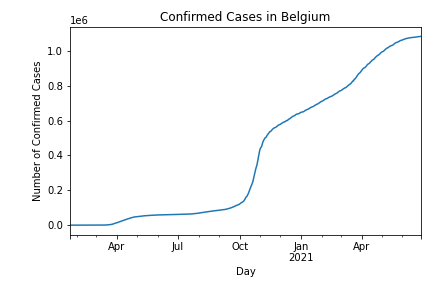 Confirmed Cases in Belgium
1e6
1.0
0.8
0.6
0.4
0.2
0.0
Number of Confirmed Cases
Apr Jul Oct Jan Apr
2021
Day